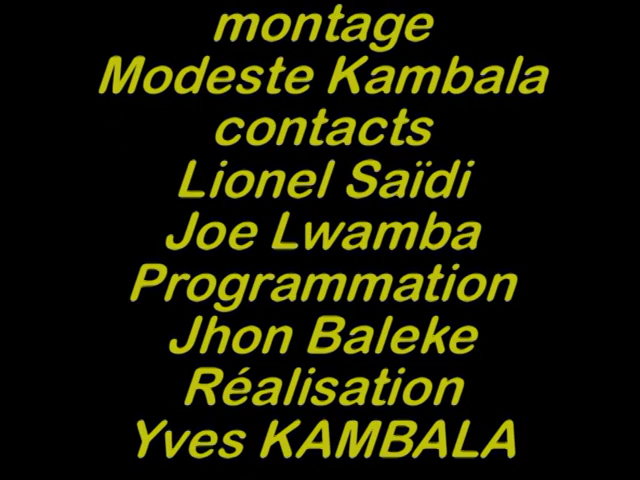 montage
Modeste Kambala
contacts
Lionel Saïdi
Joe Lwamba
Programmation
Jhon Baleke
Réalisation
Yves KAMBALA